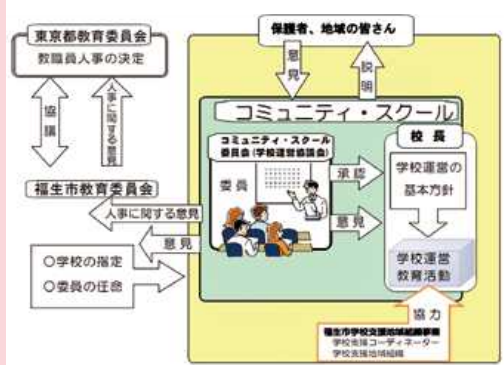 東京都教育委員会
教職員人事の決定
保護者、地域の皆さん
意見
説明
協議
人事に関する意見
コミュニティ・スクール
コミュニティ・スクール
委員会(学校運営協議会)
委員
校長
承認
意見
学校運営の
基本方針
福生市教育委員会
人事に関する意見
意見
○学校の指定
○委員の任命
学校運営
教育活動
協力
福生市学校支援地域組織事業
学校支援コーディネーター
学校支援地域組織